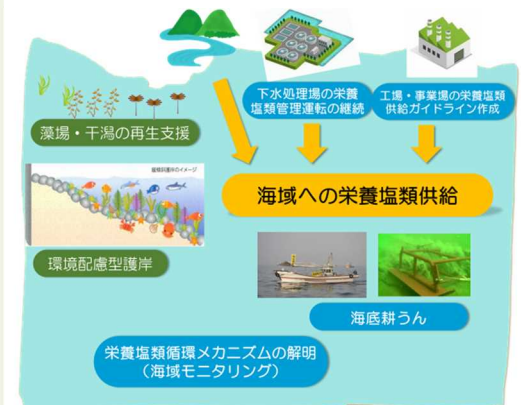 下水処理場の栄養
塩類管理運転の継続
工場・事業場の栄養塩類
供給ガイドライン作成
藻場・干潟の再生支援
海域への栄養塩類供給
環境配慮型護岸
海底耕うん
栄養塩類循環メカニズムの解明
（海域モニタリング）